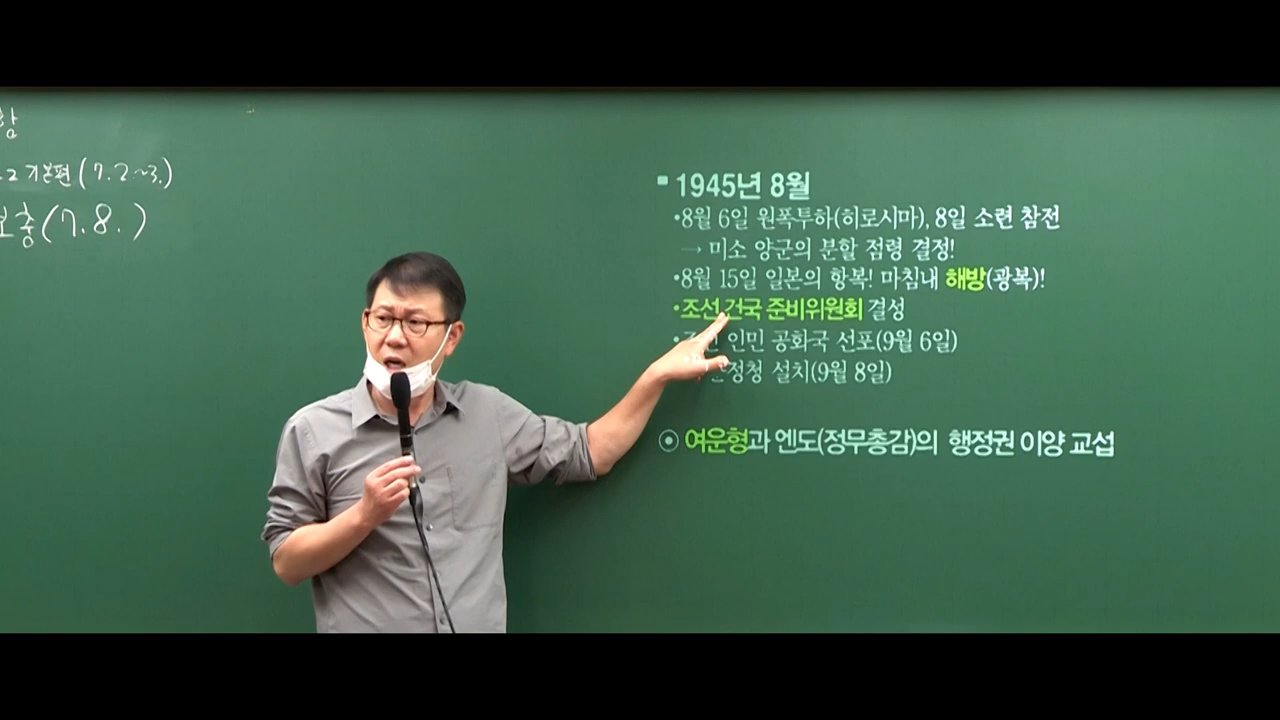 함
-2 기본편(7.2~3.)
보충(7.8.)
1945년 8월
•8월 6일 원폭투하(히로시마), 8일 소련 참전
→ 미소 양군의 분할 점령 결정!
•8월 15일 일본의 항복! 마침내 해방(광복)!
•조선 건국 준비위원회 결성
인민 공화국 선포(9월 6일)
정청 설치(9월 8일)
⊙ 여운형과 엔도(정무총감)의 행정권 이양 교섭